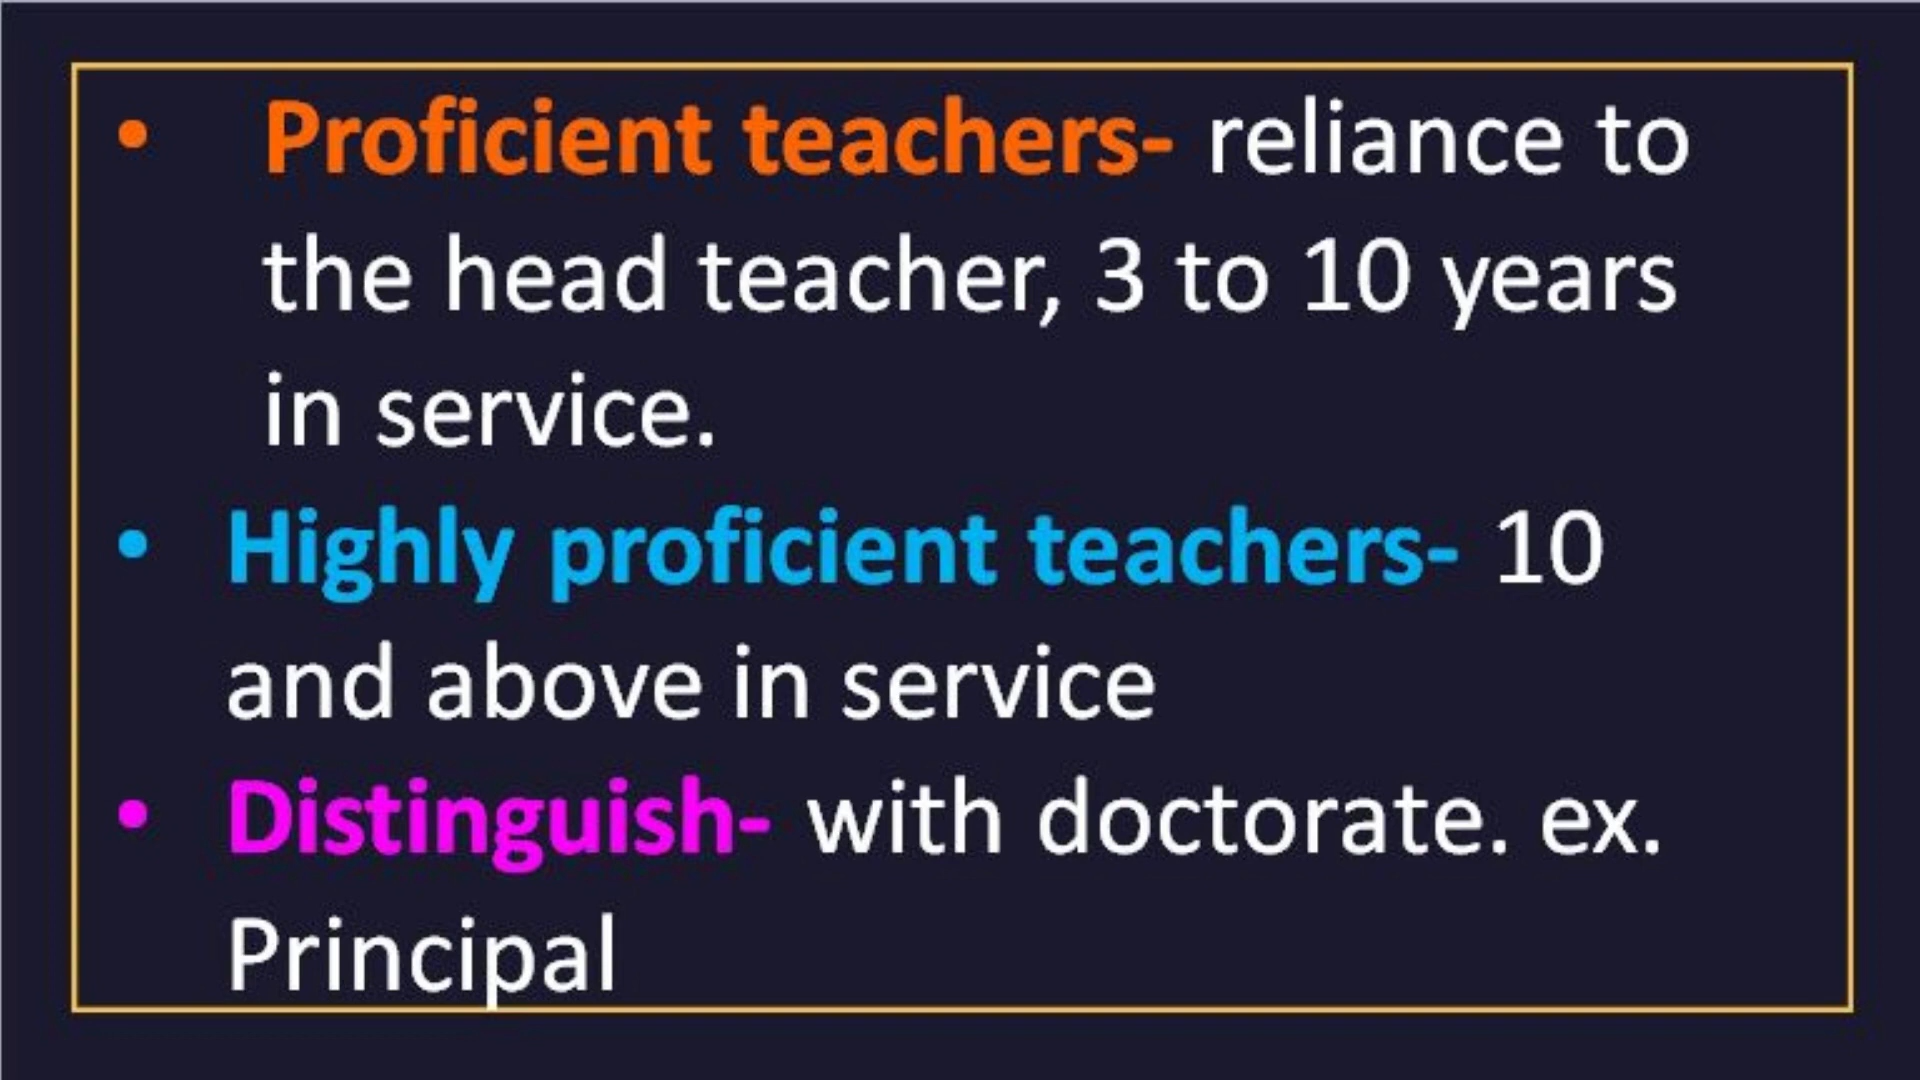 • Proficient teachers- reliance to
the head teacher, 3 to 10 years
in service.
• Highly proficient teachers- 10
and above in service
• Distinguish- with doctorate. ex.
Principal